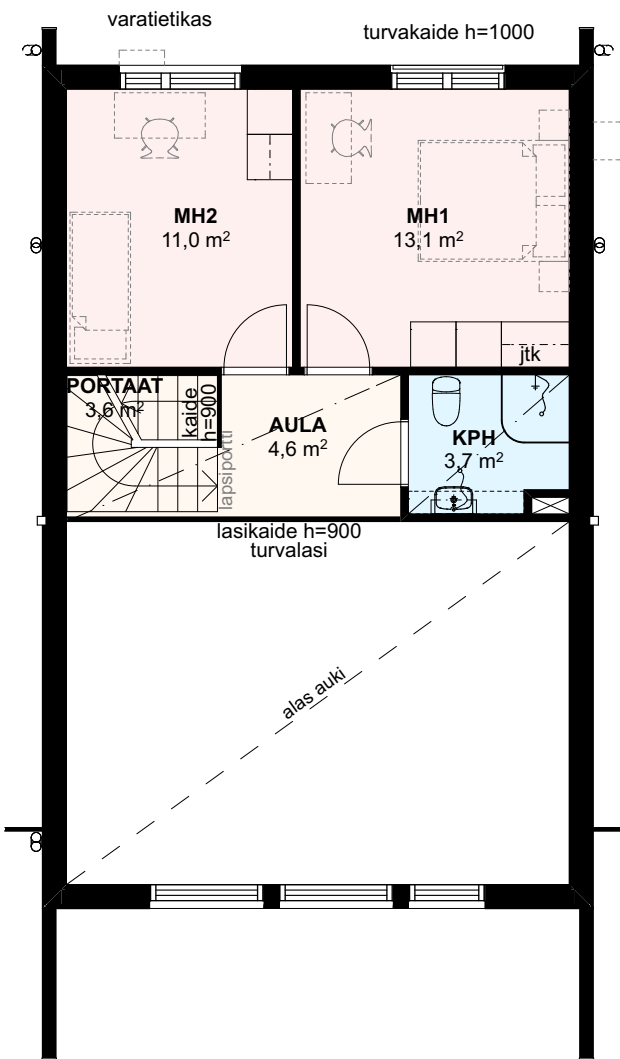 varatietikas
turvakaide h=1000
MH2
11,0 m²
MH1
13,1 m²
jtk
PORTAAT
3,6 m²
kaide
h=900
lapsiportti
AULA
4,6 m²
KPH
3,7 m²
lasikaide h=900
turvalasi
alas auki